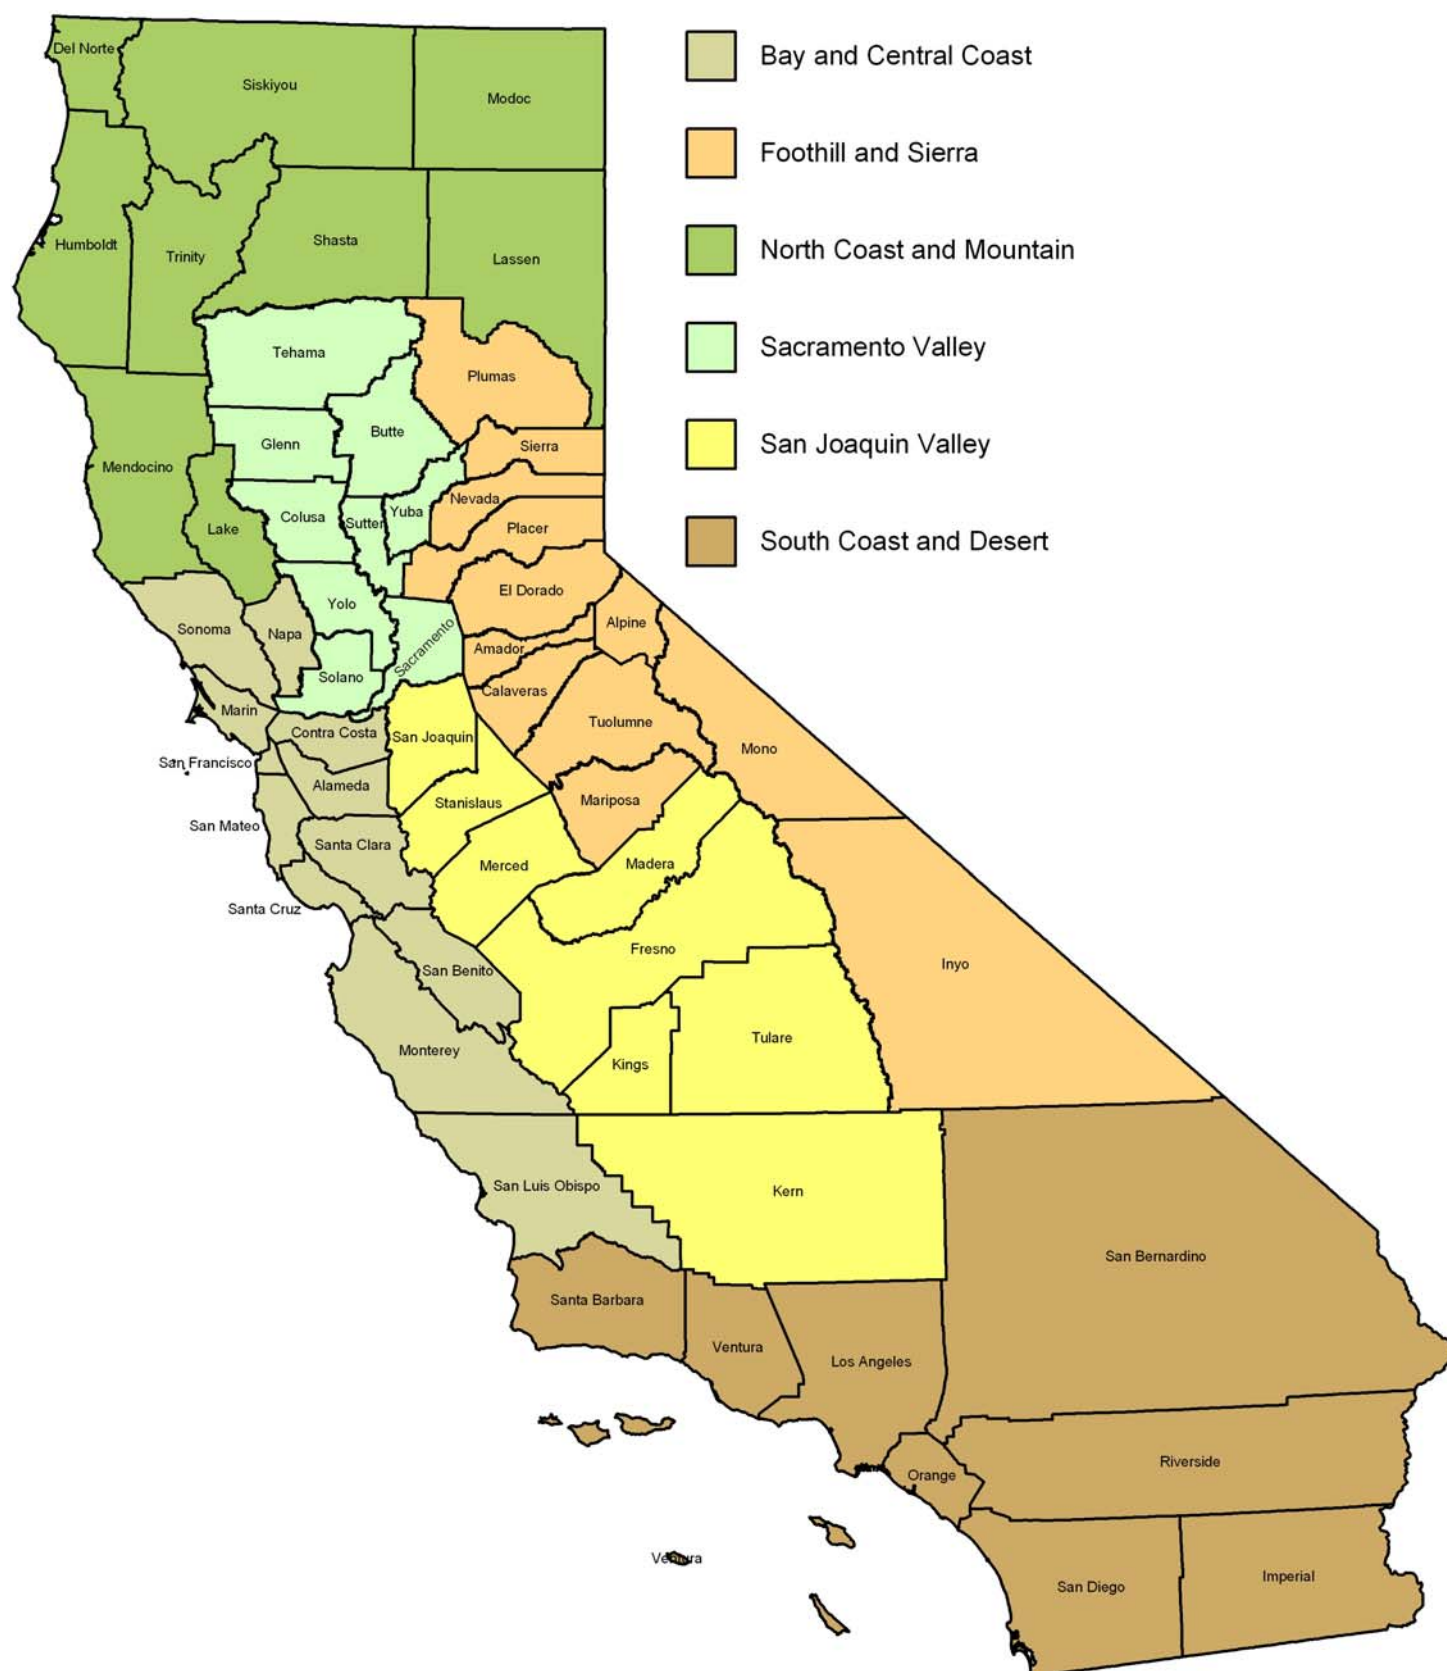 Bay and Central Coast
Foothill and Sierra
North Coast and Mountain
Sacramento Valley
San Joaquin Valley
South Coast and Desert
Del Norte
Siskiyou
Modoc
Humboldt
Trinity
Shasta
Lassen
Tehama
Plumas
Glenn
Butte
Sierra
Mendocino
Lake
Colusa
Sutter
Yuba
Nevada
Placer
Yolo
El Dorado
Sonoma
Napa
Sacramento
Alpine
Amador
Solano
Calaveras
Marin
Contra Costa
San Joaquin
Tuolumne
Mono
San Francisco
Alameda
Stanislaus
Mariposa
San Mateo
Santa Clara
Merced
Madera
Santa Cruz
San Benito
Fresno
Inyo
Monterey
Kings
Tulare
San Luis Obispo
Kern
San Bernardino
Santa Barbara
Ventura
Los Angeles
Orange
Riverside
Ventura
San Diego
Imperial